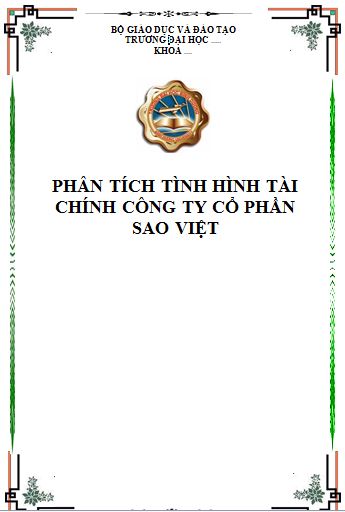 BỘ GIÁO DỤC VÀ ĐÀO TẠO
TRƯỜNG ĐẠI HỌC .....
KHOA ....
PHÂN TÍCH TÌNH HÌNH TÀI
CHÍNH CÔNG TY CỔ PHẦN
SAO VIỆT